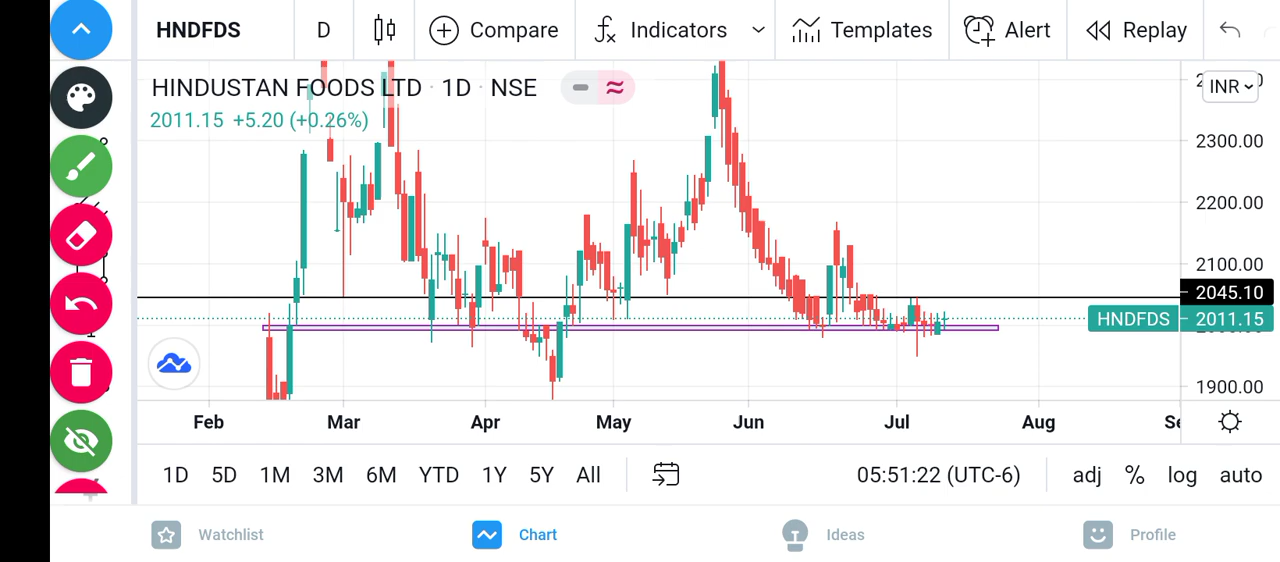 HNDFDS D Compare Indicators Templates Alert Replay
HINDUSTAN FOODS LTD · 1D · NSE
INR
2011.15 +5.20 (+0.26%)
2300.00
2200.00
2100.00
2045.10
HNDFDS 2011.15
1900.00
Feb Mar Apr May Jun Jul Aug
1D 5D 1M 3M 6M YTD 1Y 5Y All 05:51:22 (UTC-6) adj % log auto
Watchlist Chart Ideas Profile